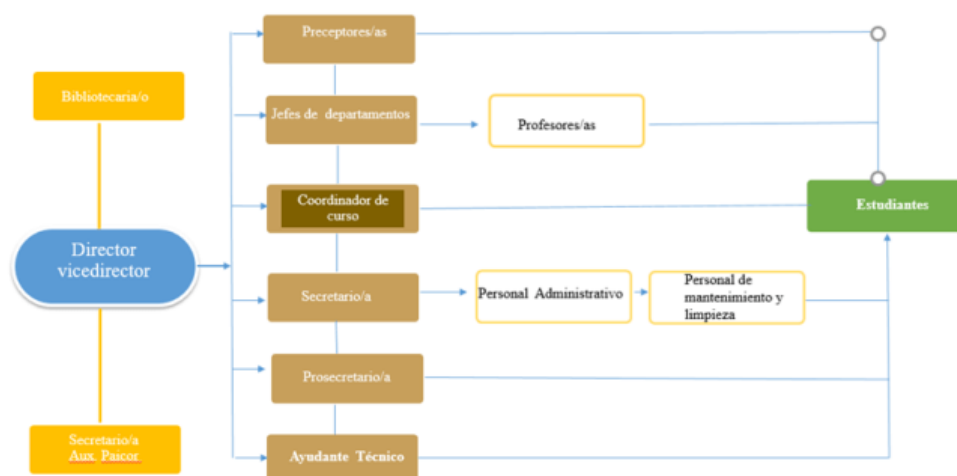 Preceptores/as
Bibliotecaria/o
Jefes de departamentos
Profesores/as
Coordinador de
curso
Estudiantes
Director
vicedirector
Secretario/a
Personal Administrativo
Personal de
mantenimiento y
limpieza
Prosecretario/a
Secretario/a
Aux. Paicor.
Ayudante Técnico